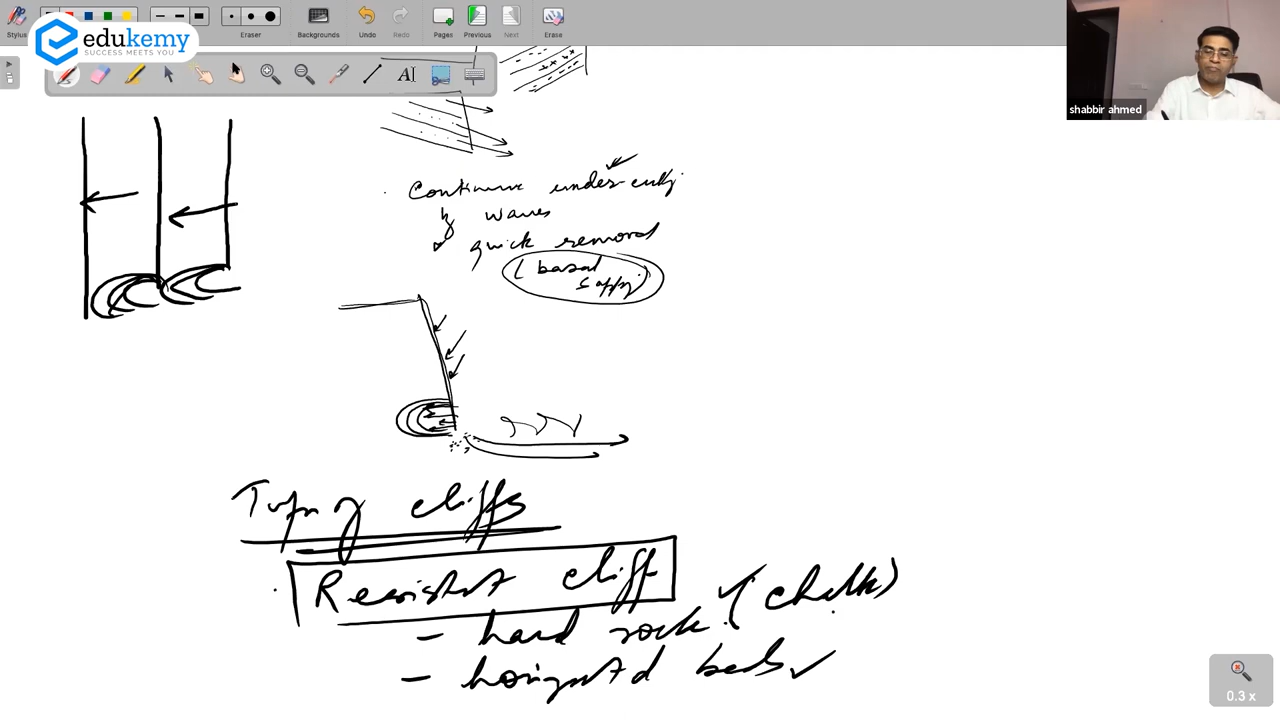 Stylus
Eraser
Backgrounds
Undo
Redo
Pages
Previous
Next
Erase
edukemy
SUCCESS MEETS YOU
A
shabbir ahmed
Continuous under-cutting
by waves
quick removal
(basal
sapping)
Types of cliffs
Resistant cliff
- hard rock (chalk)
- horizontal beds
0.3 x